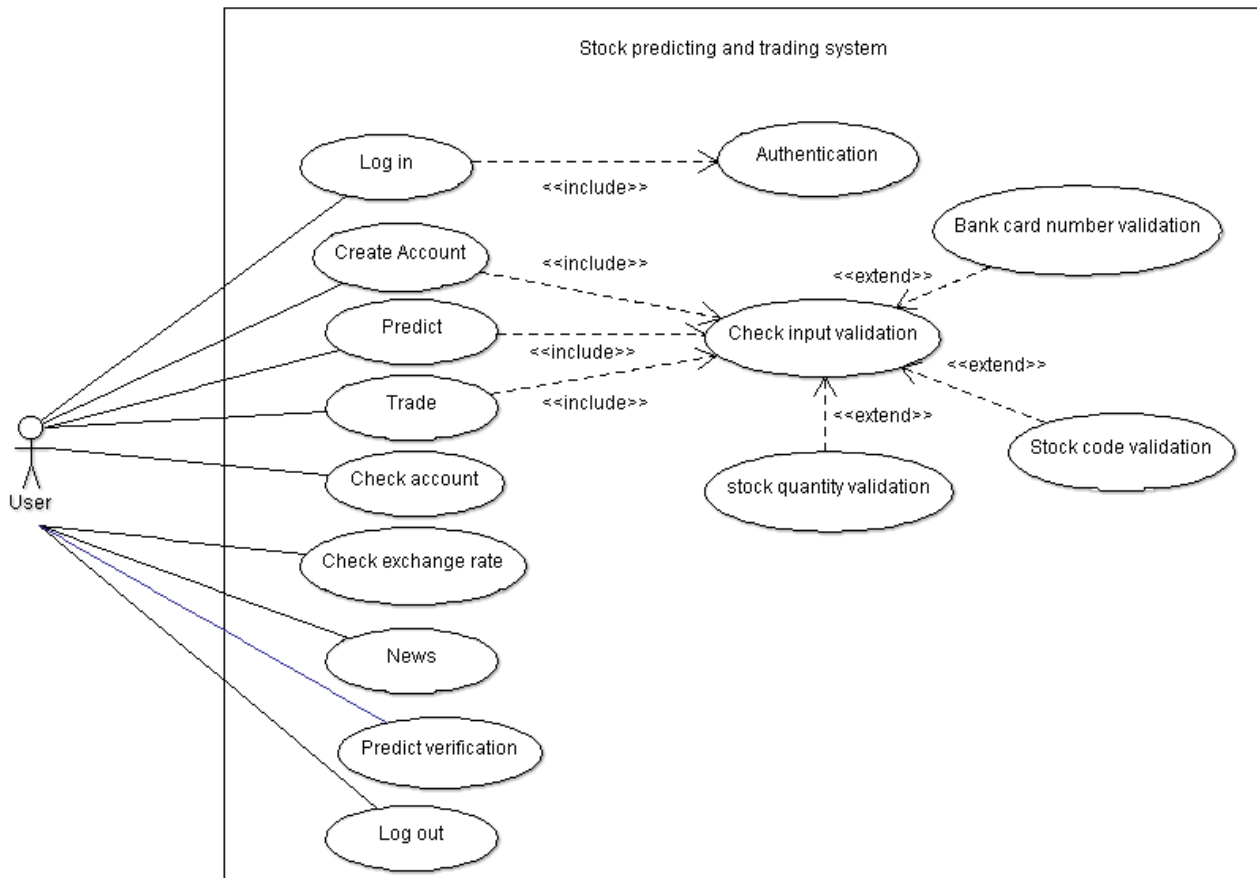 Stock predicting and trading system
Log in
<<include>>
Authentication
Create Account
<<include>>
Bank card number validation
<<extend>>
Predict
<<include>>
Check input validation
<<extend>>
Trade
<<include>>
<<extend>>
Stock code validation
User
Check account
stock quantity validation
Check exchange rate
News
Predict verification
Log out